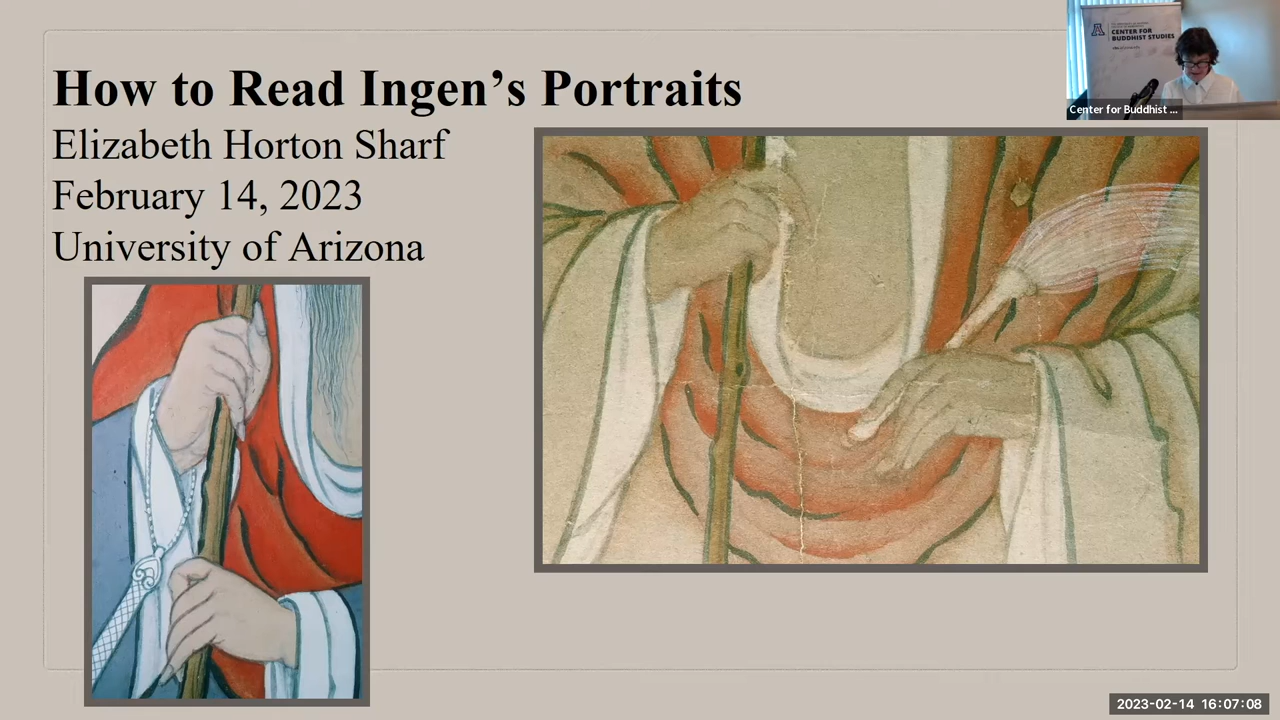 How to Read Ingen’s Portraits
Elizabeth Horton Sharf
February 14, 2023
University of Arizona
CENTER FOR
BUDDHIST STUDIES
Center for Buddhist ...
2023-02-14 16:07:08